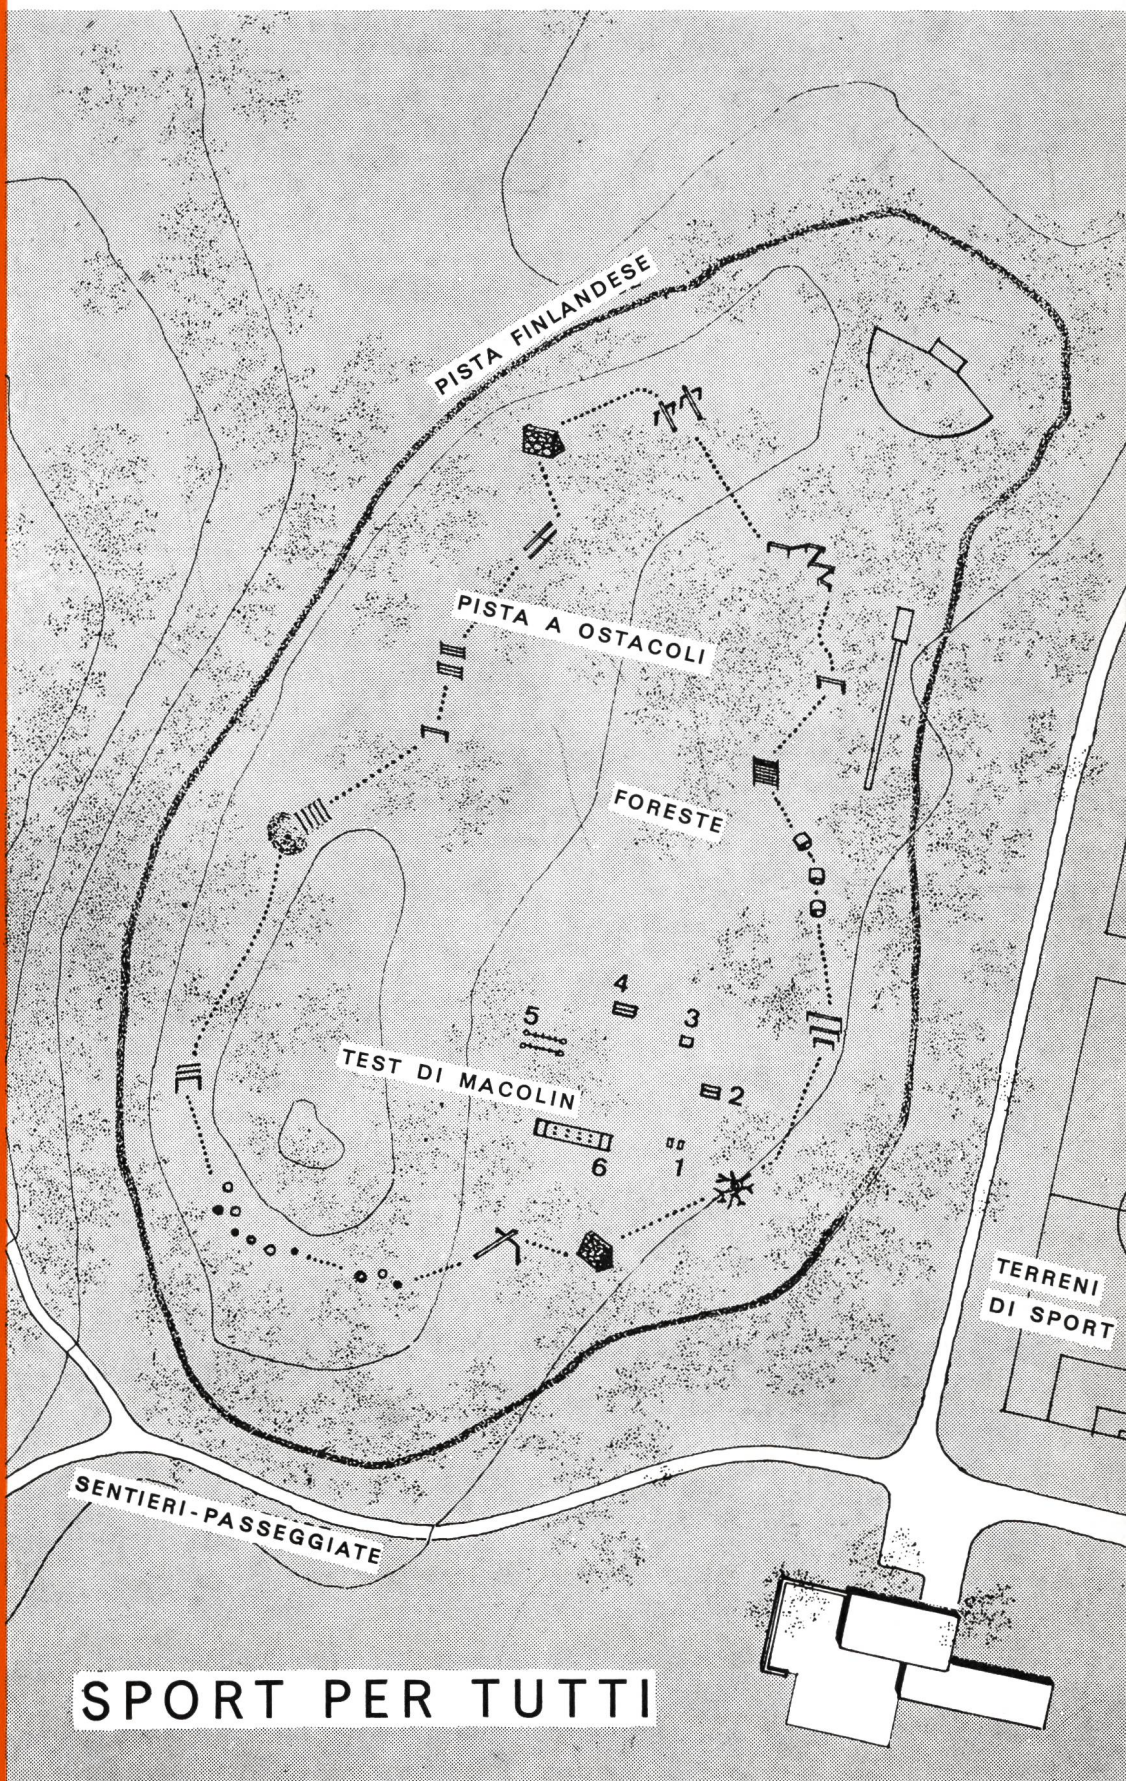 PISTA FINLANDESE
PISTA A OSTACOLI
FORESTE
4
5
3
TEST DI MACOLIN
2
6
1
TERRENI
DI SPORT
SENTIERI-PASSEGGIATE
SPORT PER TUTTI